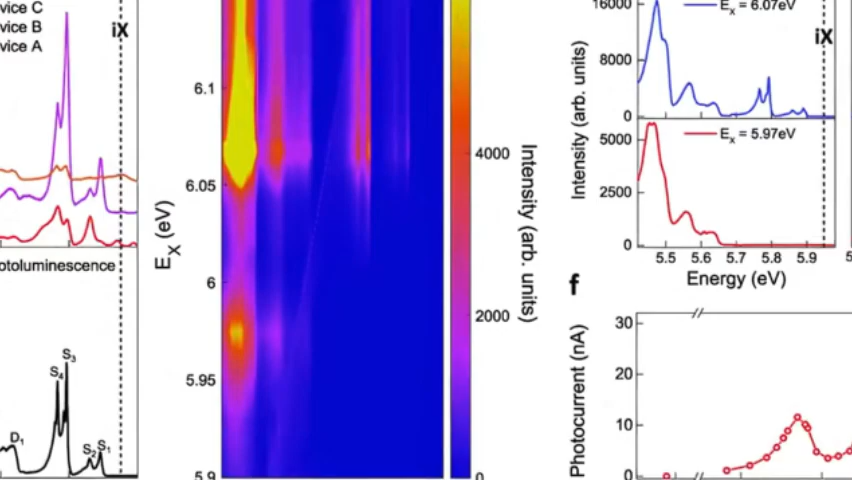 vice C
vice B
vice A
iX
otoluminescence
S4
S3
D1
S2
S1
6.1
6.05
6
5.95
5.9
EX (eV)
4000
2000
0
Intensity (arb. units)
16000
8000
0
EX = 6.07eV
iX
5000
2500
0
EX = 5.97eV
Intensity (arb. units)
5.5 5.6 5.7 5.8 5.9
Energy (eV)
f
30
20
10
0
Photocurrent (nA)